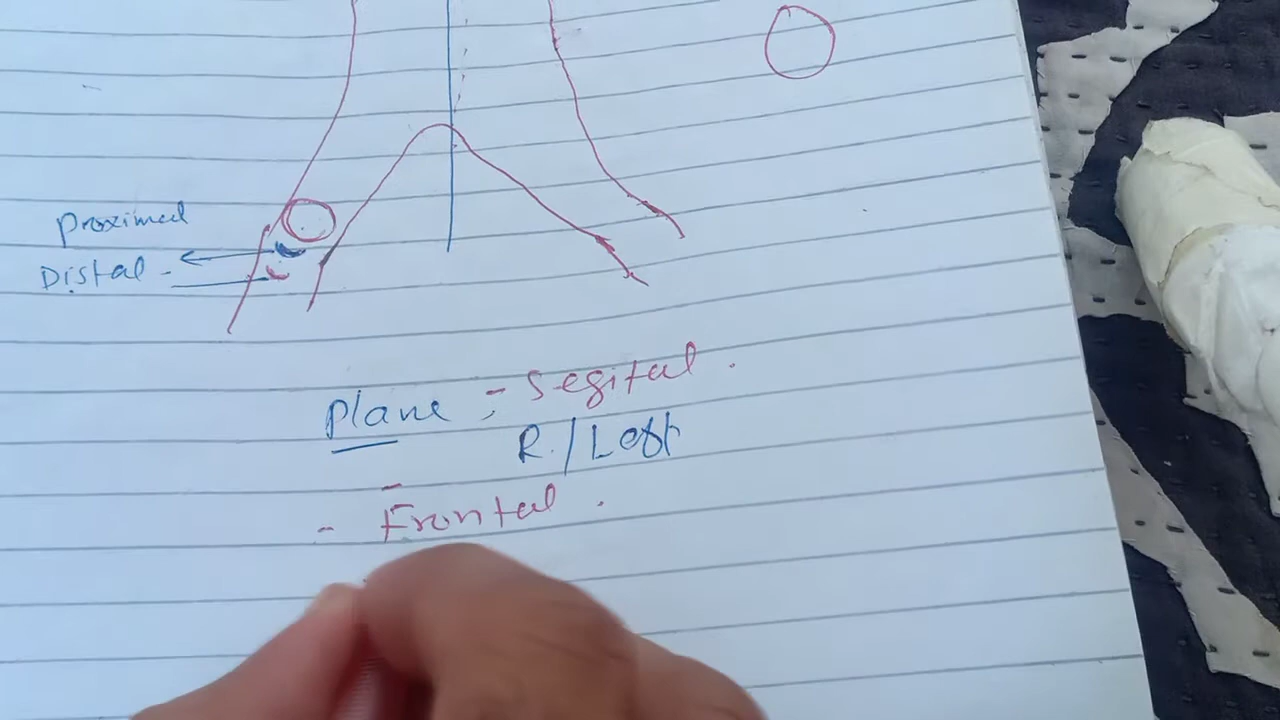 Proximal
Distal -
Plane ;- Segital.
R./Left
- Frontal.